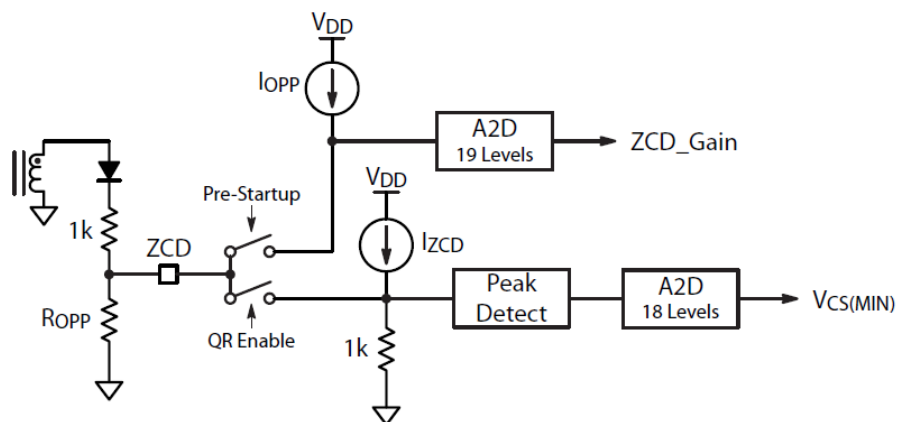 VDD
IOPP
A2D
19 Levels
ZCD_Gain
Pre-Startup
VDD
IZCD
1k
ZCD
ROPP
QR Enable
1k
Peak
Detect
A2D
18 Levels
VCS(MIN)